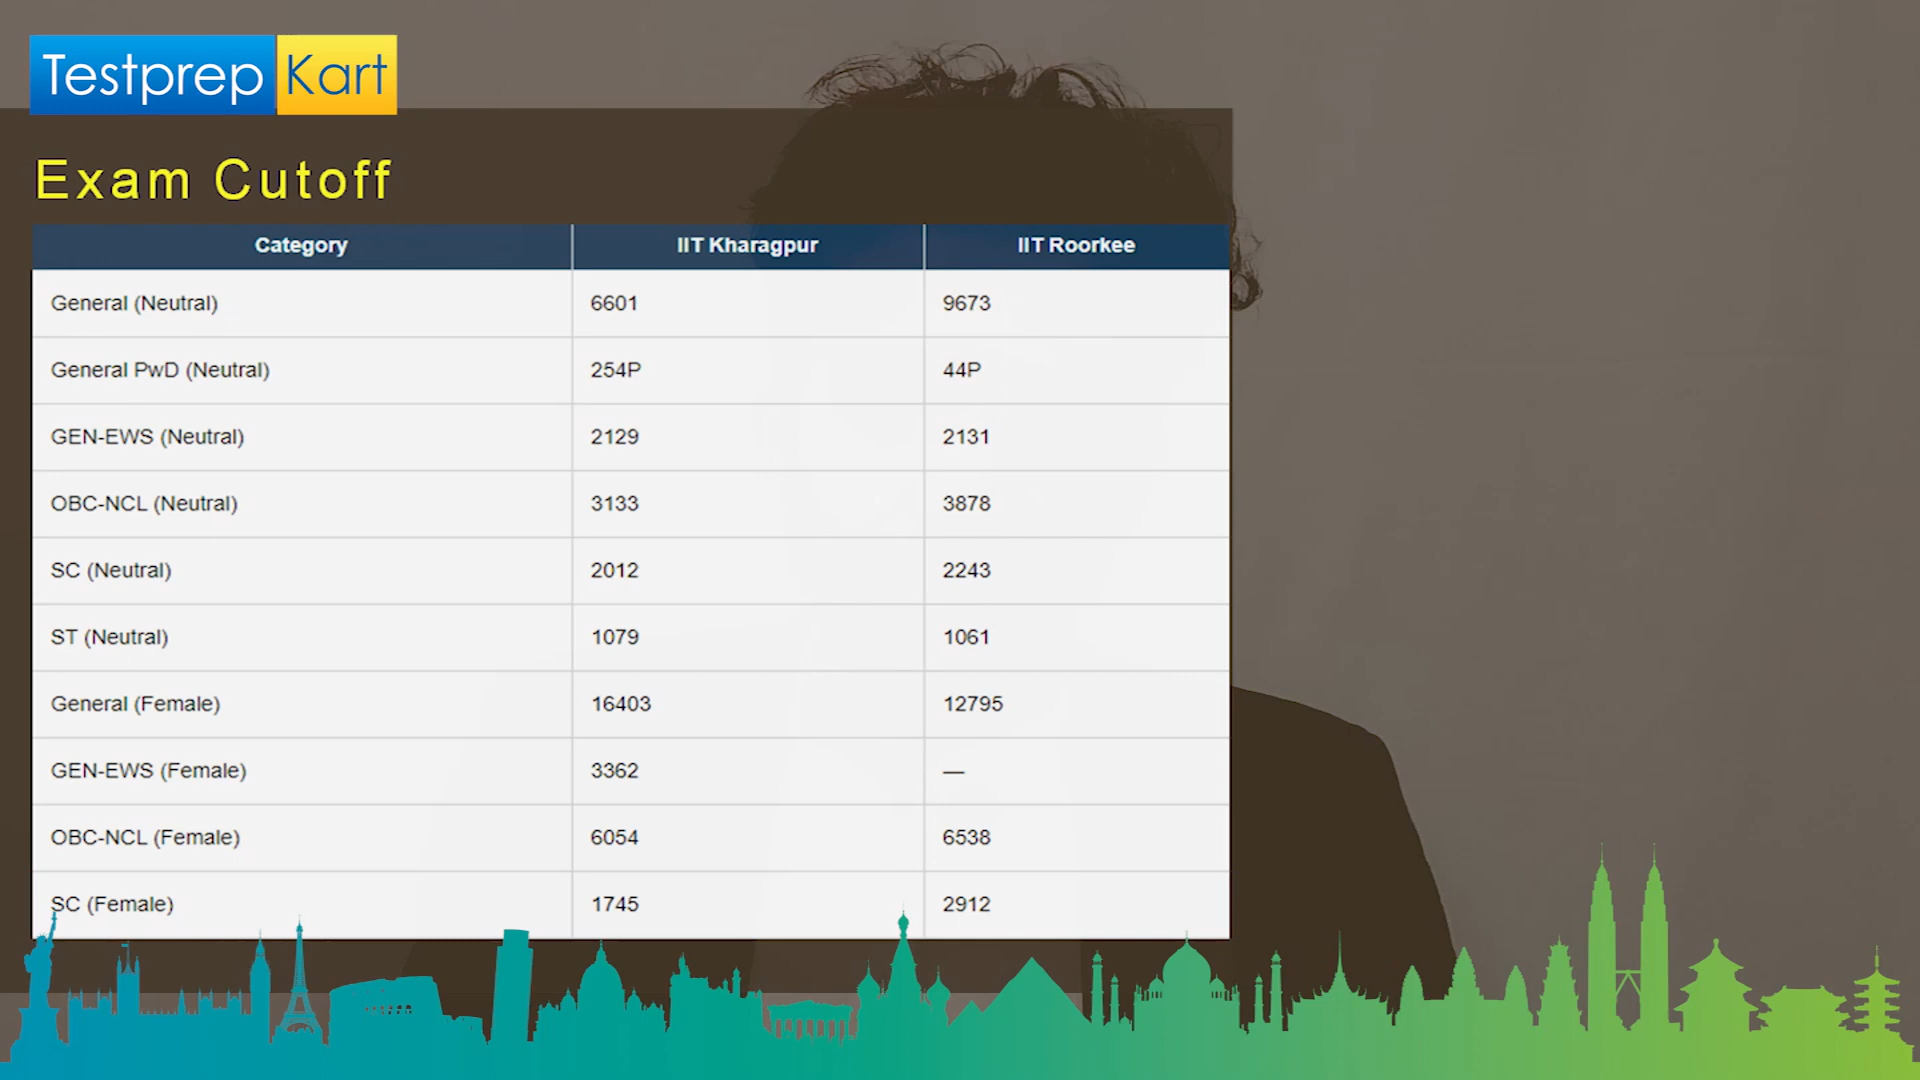 Testprep Kart
Exam Cutoff
Category IIT Kharagpur IIT Roorkee
General (Neutral) 6601 9673
General PwD (Neutral) 254P 44P
GEN-EWS (Neutral) 2129 2131
OBC-NCL (Neutral) 3133 3878
SC (Neutral) 2012 2243
ST (Neutral) 1079 1061
General (Female) 16403 12795
GEN-EWS (Female) 3362 —
OBC-NCL (Female) 6054 6538
SC (Female) 1745 2912